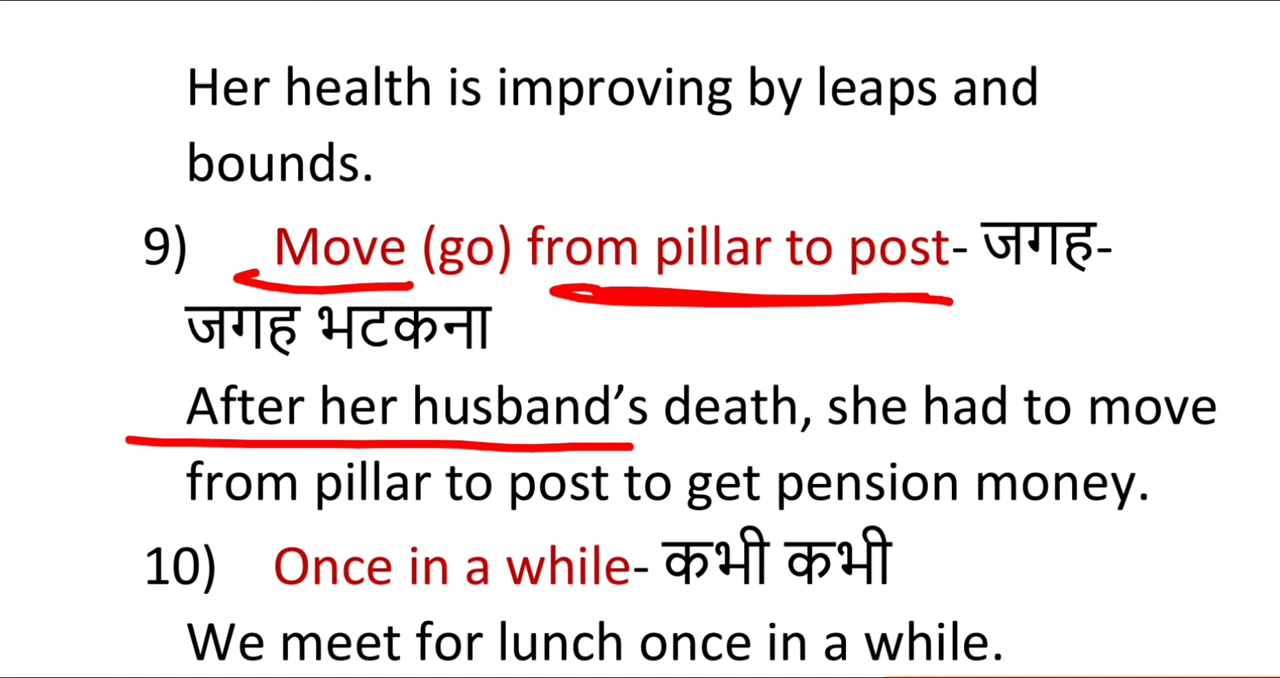 Her health is improving by leaps and
bounds.
9) Move (go) from pillar to post- जगह-
जगह भटकना
After her husband’s death, she had to move
from pillar to post to get pension money.
10) Once in a while- कभी कभी
We meet for lunch once in a while.